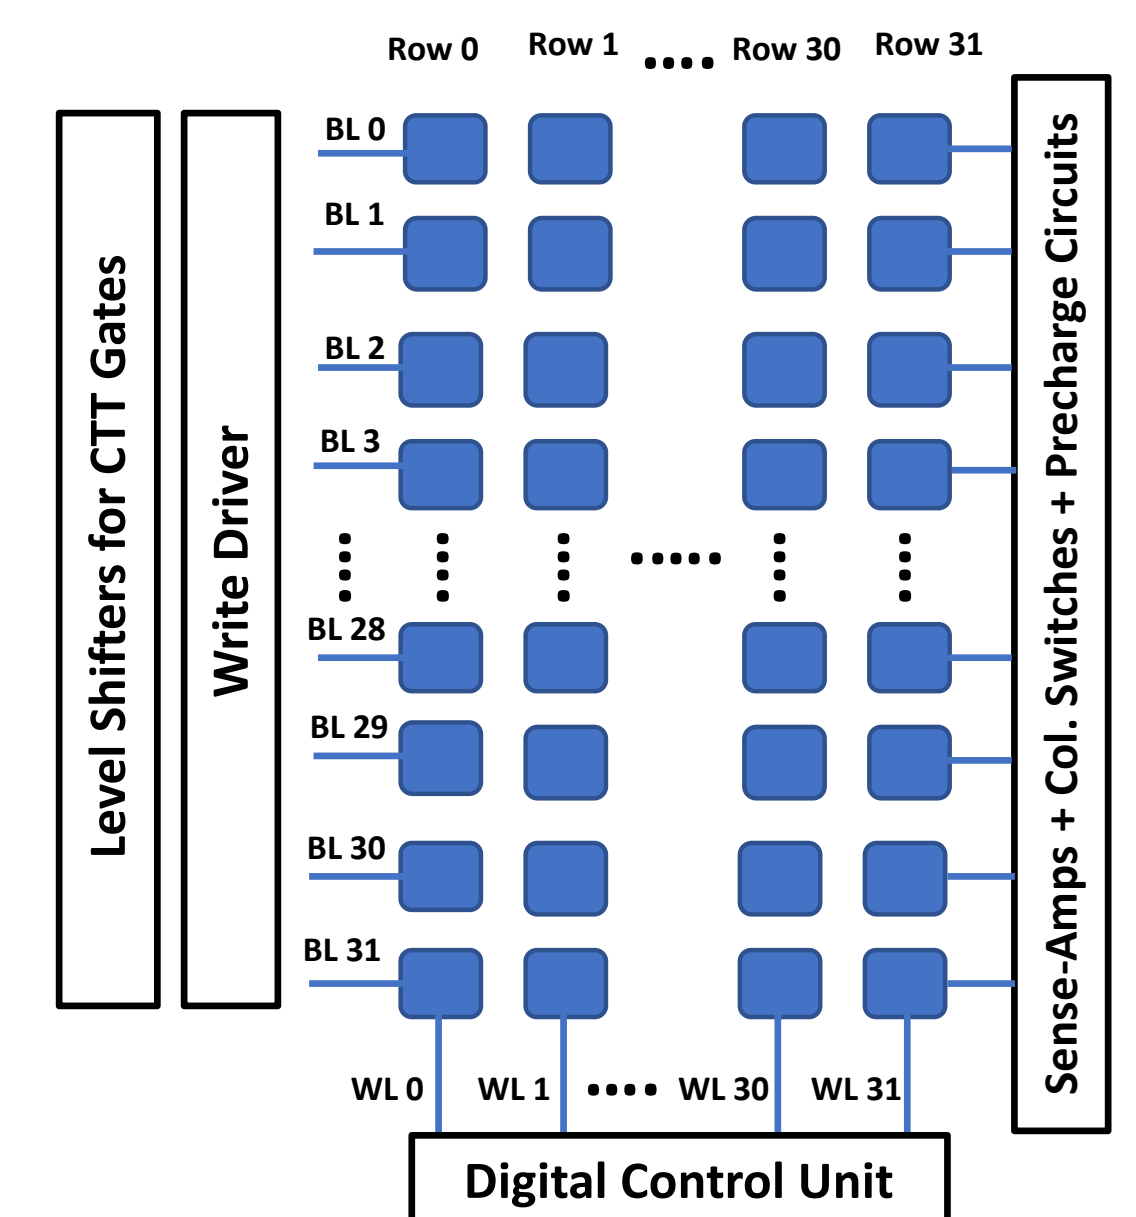 Row 0 Row 1 .... Row 30 Row 31
BL 0
BL 1
BL 2
BL 3
BL 28
BL 29
BL 30
BL 31
WL 0 WL 1 .... WL 30 WL 31
Digital Control Unit
Level Shifters for CTT Gates
Write Driver
Sense-Amps + Col. Switches + Precharge Circuits